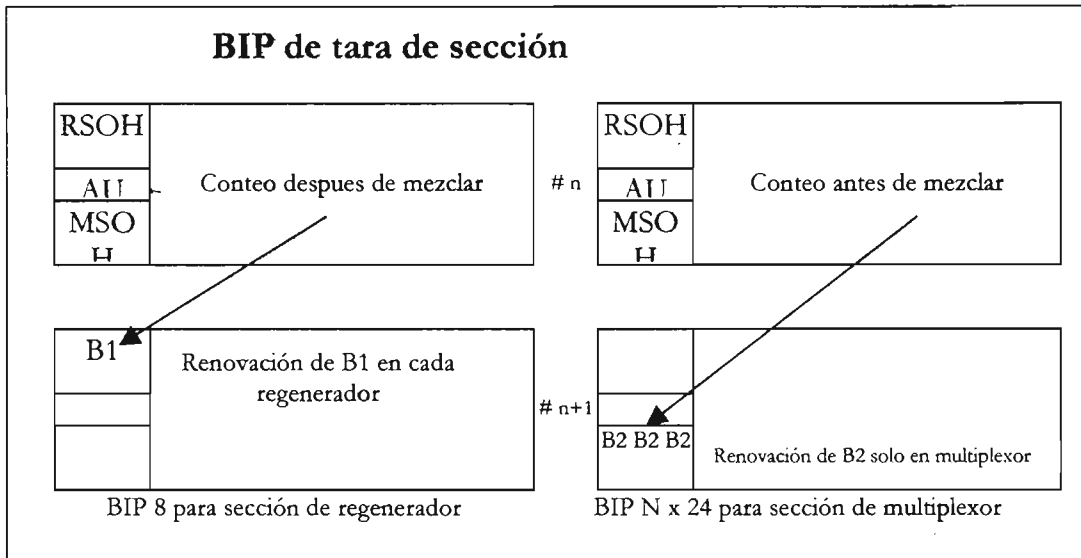 BIP de tara de sección
RSOH
AU
MSO
H
Conteo despues de mezclar
# n
RSOH
AU
MSO
H
Conteo antes de mezclar
B1
Renovación de B1 en cada
regenerador
# n+1
B2 B2 B2
Renovación de B2 solo en multiplexor
BIP 8 para sección de regenerador
BIP N x 24 para sección de multiplexor